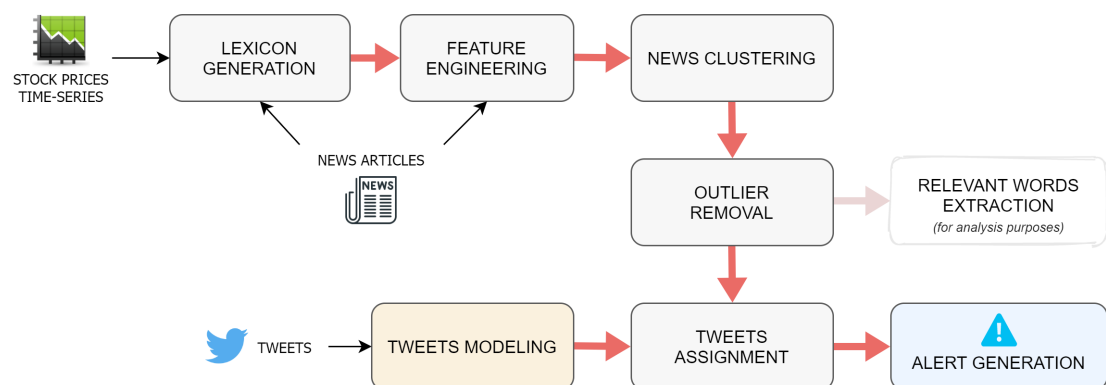 STOCK PRICES
TIME-SERIES
LEXICON
GENERATION
FEATURE
ENGINEERING
NEWS CLUSTERING
NEWS ARTICLES
NEWS
OUTLIER
REMOVAL
RELEVANT WORDS
EXTRACTION
(for analysis purposes)
TWEETS
TWEETS MODELING
TWEETS
ASSIGNMENT
ALERT GENERATION